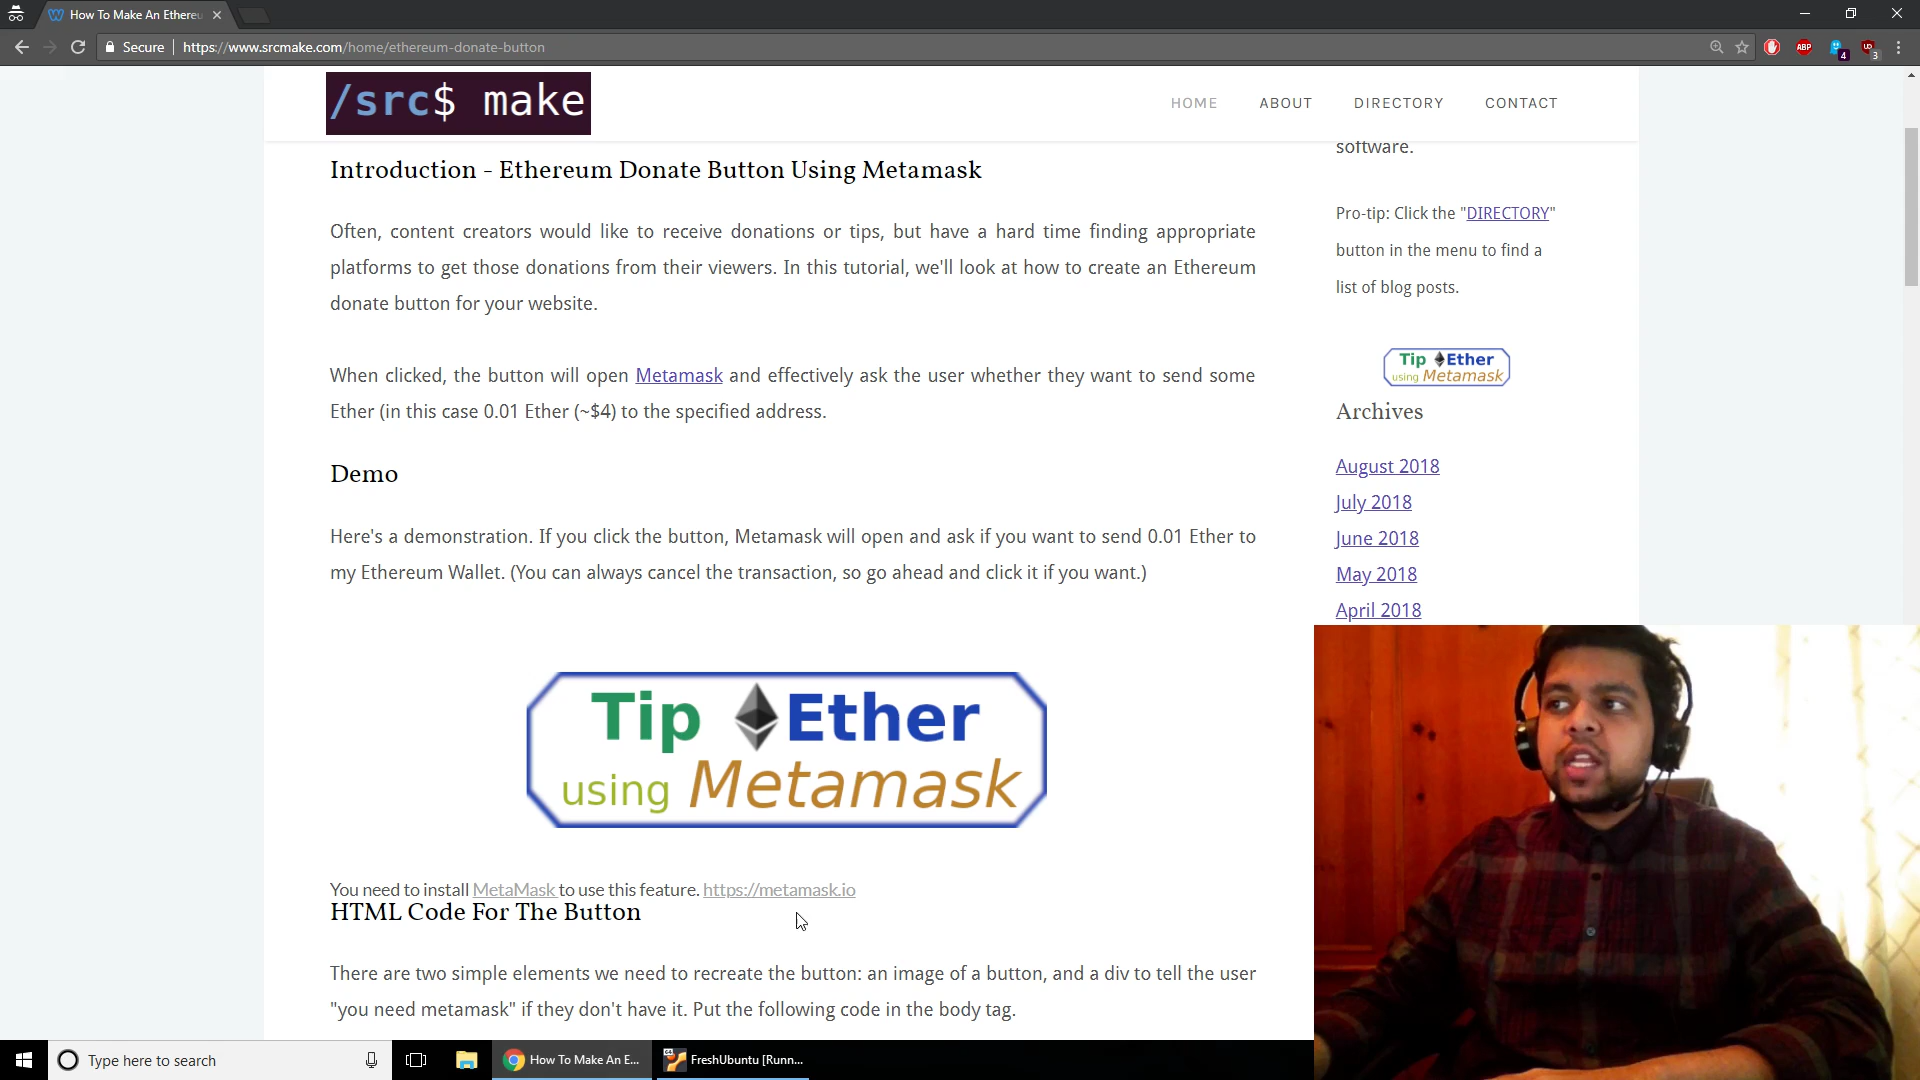 How To Make An Ethereu
Secure
https://www.srcmake.com/home/ethereum-donate-button
ABP
4
UD
3
/src$ make
HOME
ABOUT
DIRECTORY
CONTACT
Introduction - Ethereum Donate Button Using Metamask
Often, content creators would like to receive donations or tips, but have a hard time finding appropriate
platforms to get those donations from their viewers. In this tutorial, we'll look at how to create an Ethereum
donate button for your website.
When clicked, the button will open Metamask and effectively ask the user whether they want to send some
Ether (in this case 0.01 Ether (~$4) to the specified address.
Demo
Here's a demonstration. If you click the button, Metamask will open and ask if you want to send 0.01 Ether to
my Ethereum Wallet. (You can always cancel the transaction, so go ahead and click it if you want.)
Tip Ether
using Metamask
You need to install MetaMask to use this feature. https://metamask.io
HTML Code For The Button
There are two simple elements we need to recreate the button: an image of a button, and a div to tell the user
"you need metamask" if they don't have it. Put the following code in the body tag.
software.
Pro-tip: Click the "DIRECTORY"
button in the menu to find a
list of blog posts.
Tip Ether
using Metamask
Archives
August 2018
July 2018
June 2018
May 2018
April 2018
Type here to search
How To Make An E...
64
FreshUbuntu [Runn...